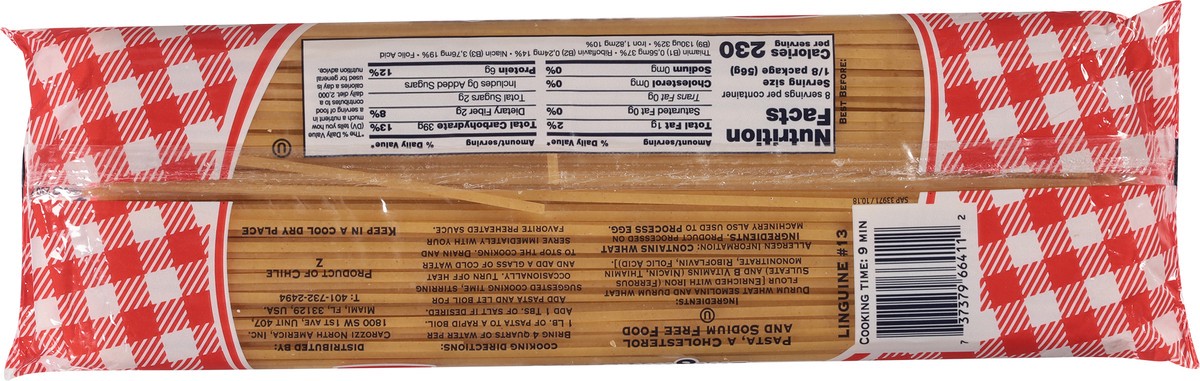 Nutrition
Facts
8 servings per container
Serving size
1/8 package (56g)
Calories 230
per serving
Amount/serving % Daily Value*
Total Fat 1g 2%
Saturated Fat 0g 0%
Trans Fat 0g
Cholesterol 0mg 0%
Sodium 0mg 0%
Amount/serving % Daily Value*
Total Carbohydrate 39g 13%
Dietary Fiber 2g 8%
Total Sugars 2g
Includes 0g Added Sugars
Protein 6g 12%
Thiamin (B1) 0,56mg 37% • Riboflavin (B2) 0,24mg 14% • Niacin (B3) 3,76mg 19% • Folic Acid
(B9) 130ug 32% • Iron 1,82mg 10%
*The % Daily Value
(DV) tells you how
much a nutrient in
a serving of food
contributes to a
daily diet. 2,000
calories a day is
used for general
nutrition advice
BEST BEFORE:
U
PASTA, A CHOLESTEROL
AND SODIUM FREE FOOD
U
INGREDIENTS:
DURUM WHEAT SEMOLINA AND DURUM WHEAT
FLOUR [ENRICHED WITH IRON (FERROUS
SULFATE) AND B VITAMINS (NIACIN, THIAMIN
MONONITRATE, RIBOFLAVIN, FOLIC ACID)].
ALLERGEN INFORMATION: CONTAINS WHEAT
INGREDIENTS. PRODUCT PROCESSED ON
MACHINERY ALSO USED TO PROCESS EGG.
COOKING DIRECTIONS:
BRING 4 QUARTS OF WATER PER
1 LB. OF PASTA TO A RAPID BOIL.
ADD 1 TBS. OF SALT IF DESIRED.
ADD PASTA AND LET BOIL FOR
SUGGESTED COOKING TIME, STIRRING
OCCASIONALLY. TURN OFF HEAT
AND ADD A GLASS OF COLD WATER
TO STOP THE COOKING. DRAIN AND
SERVE IMMEDIATELY WITH YOUR
FAVORITE PREHEATED SAUCE.
DISTRIBUTED BY:
CAROZZI NORTH AMERICA, INC.
1800 SW 1ST AVE, UNIT 407,
MIAMI, FL 33129, USA.
T: 401-732-2494
PRODUCT OF CHILE
Z
KEEP IN A COOL DRY PLACE
LINGUINE #13
COOKING TIME: 9 MIN
7 37379 66411 2
SAP 33971 / 10.18